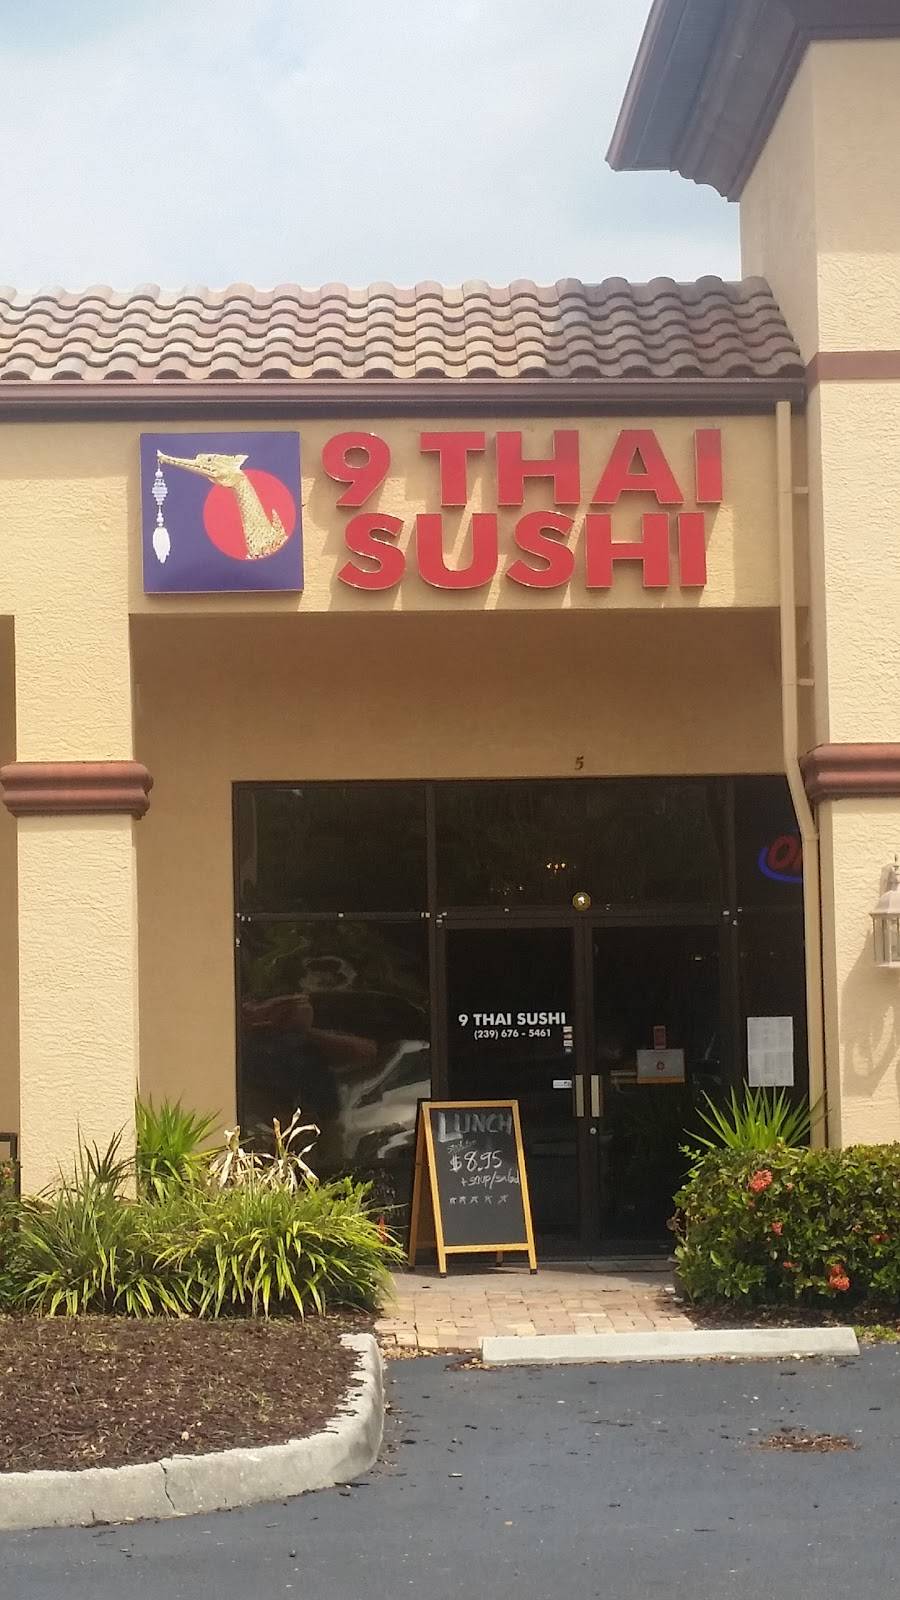 9 THAI
SUSHI
5
9 THAI SUSHI
(239) 676 - 5461
LUNCH
$8.95
+ soup/salad